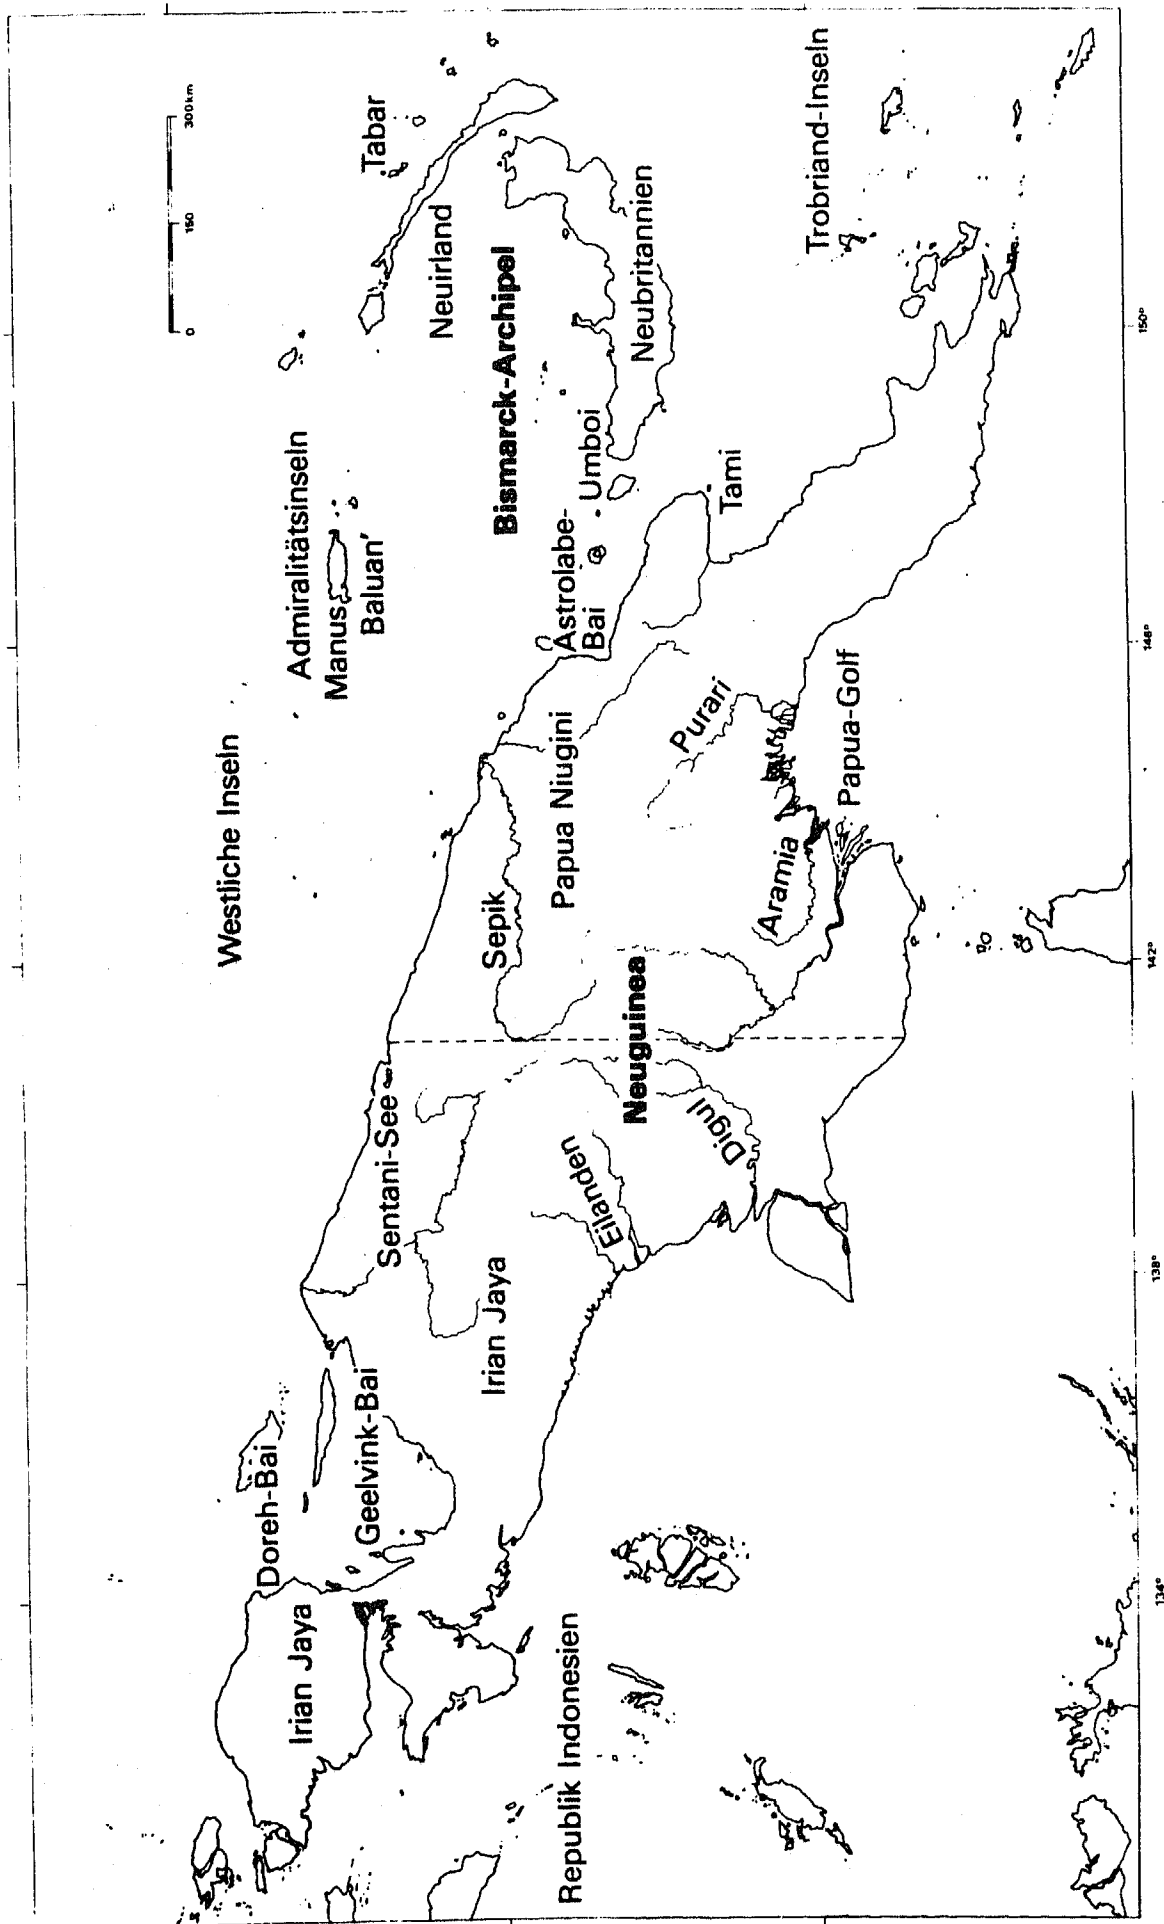 0 150 300km
Tabar
Neuirland
Bismarck-Archipel
Neubritannien
Trobriand-Inseln
Admiralitätsinseln
Manus
Baluan
Umboi
Astrolabe-
Bai
Tami
Westliche Inseln
Sepik
Papua Niugini
Purari
Papua-Golf
Aramia
Neuguinea
Sentani-See
Digul
Eilanden
Irian Jaya
Doreh-Bai
Geelvink-Bai
Irian Jaya
Republik Indonesien
134° 138° 142° 146° 150°